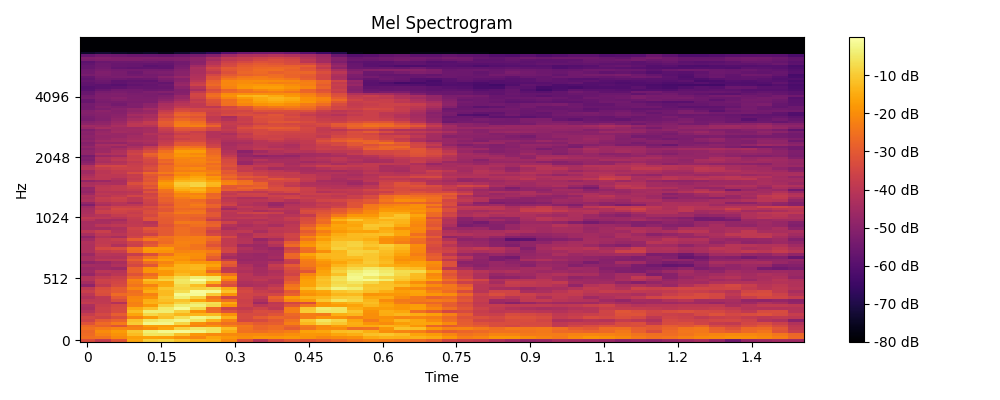 Mel Spectrogram
Hz
4096
2048
1024
512
0
0 0.15 0.3 0.45 0.6 0.75 0.9 1.1 1.2 1.4
Time
-10 dB
-20 dB
-30 dB
-40 dB
-50 dB
-60 dB
-70 dB
-80 dB